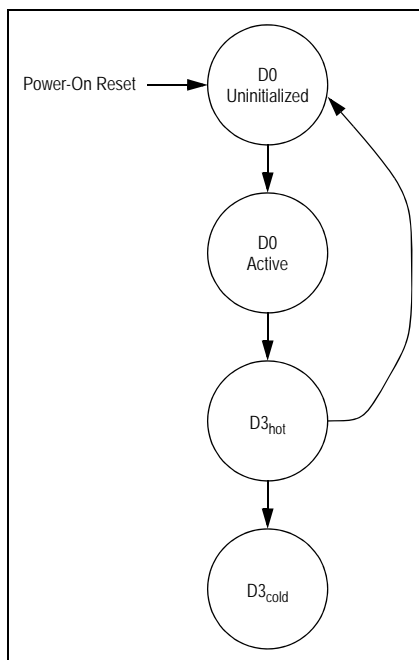 Power-On Reset
D0
Uninitialized
D0
Active
D3hot
D3cold